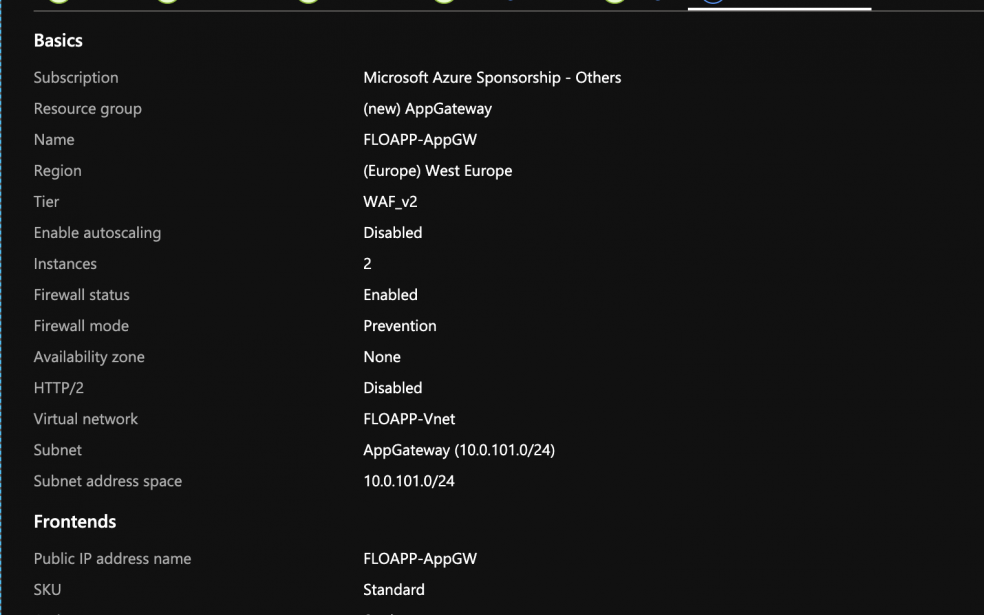 Basics
Subscription Microsoft Azure Sponsorship - Others
Resource group (new) AppGateway
Name FLOAPP-AppGW
Region (Europe) West Europe
Tier WAF_v2
Enable autoscaling Disabled
Instances 2
Firewall status Enabled
Firewall mode Prevention
Availability zone None
HTTP/2 Disabled
Virtual network FLOAPP-Vnet
Subnet AppGateway (10.0.101.0/24)
Subnet address space 10.0.101.0/24
Frontends
Public IP address name FLOAPP-AppGW
SKU Standard